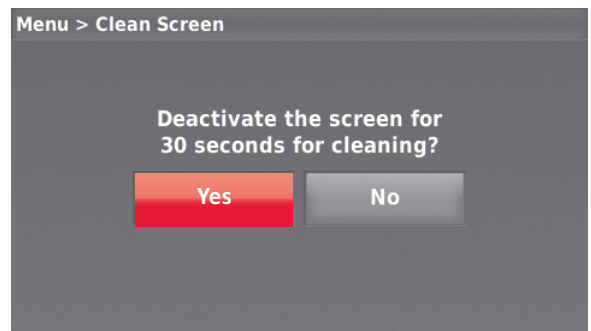 Menu > Clean Screen
Deactivate the screen for
30 seconds for cleaning?
Yes
No